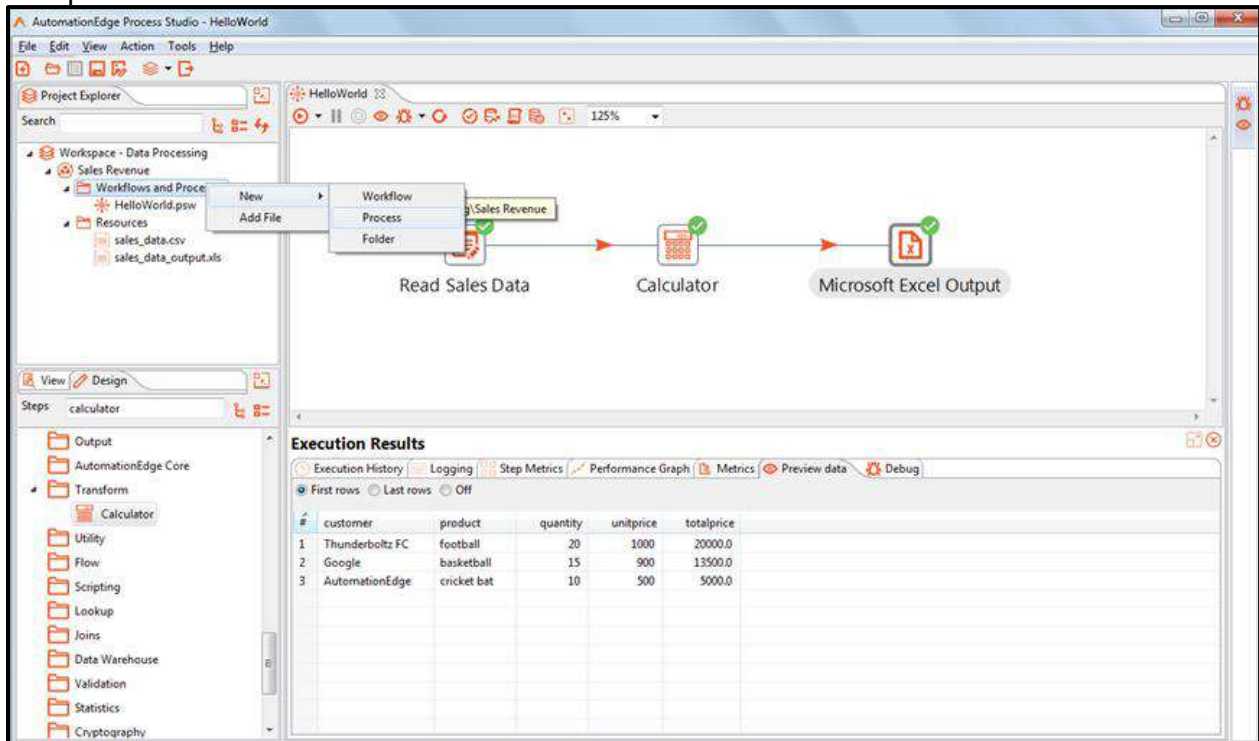 AutomationEdge Process Studio - HelloWorld
File Edit View Action Tools Help
Project Explorer
Search
Workspace - Data Processing
Sales Revenue
Workflows and Proce
HelloWorld.psw
Resources
sales_data.csv
sales_data_output.xls
New
Add File
Workflow
Process
Folder
g\Sales Revenue
HelloWorld
125%
Read Sales Data
Calculator
Microsoft Excel Output
View Design
Steps calculator
Output
AutomationEdge Core
Transform
Calculator
Utility
Flow
Scripting
Lookup
Joins
Data Warehouse
Validation
Statistics
Cryptography
Execution Results
Execution History Logging Step Metrics Performance Graph Metrics Preview data Debug
First rows Last rows Off
# customer product quantity unitprice totalprice
1 Thunderboltz FC football 20 1000 20000.0
2 Google basketball 15 900 13500.0
3 AutomationEdge cricket bat 10 500 5000.0